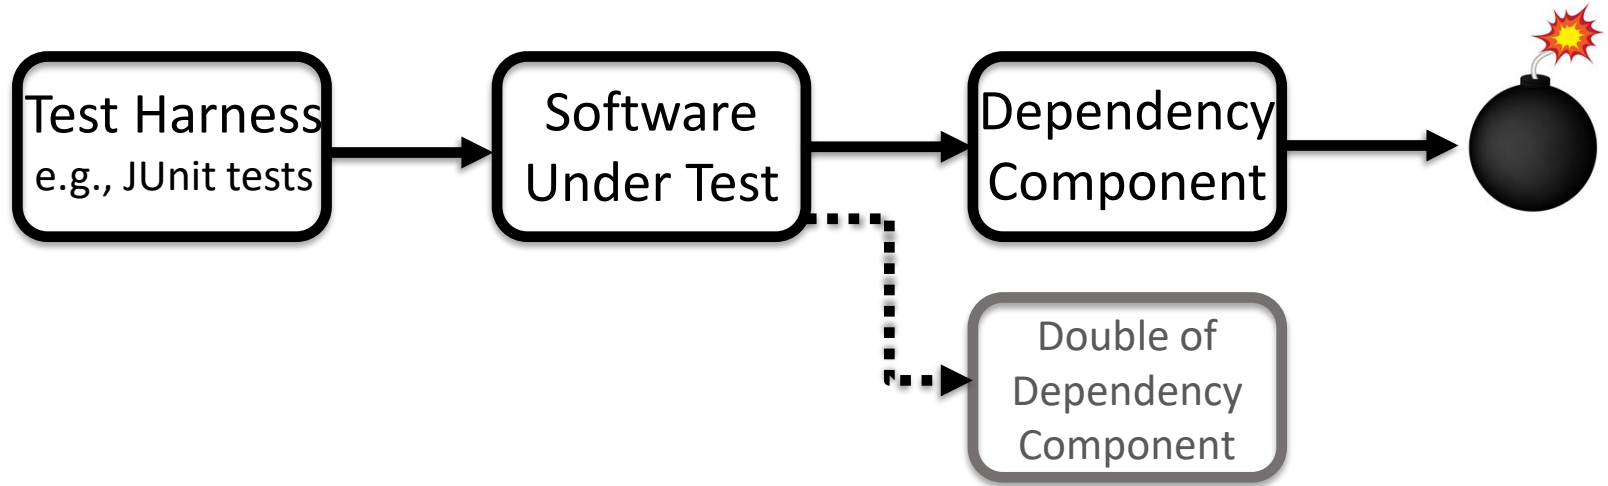 Test Harness
e.g., JUnit tests
Software
Under Test
Dependency
Component
Double of
Dependency
Component